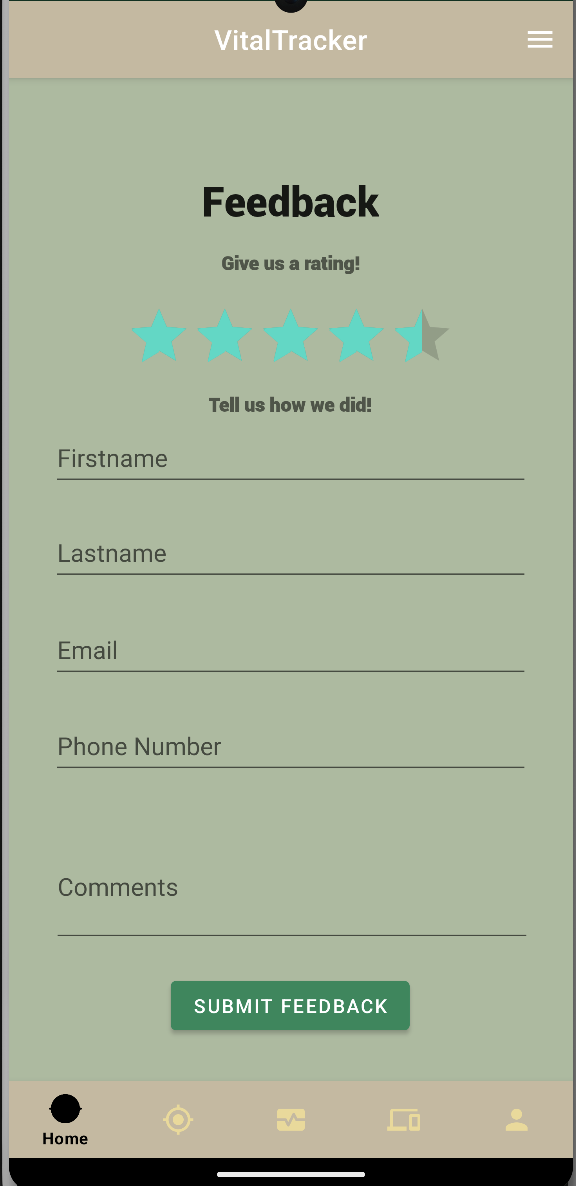 VitalTracker
Feedback
Give us a rating!
Tell us how we did!
Firstname
Lastname
Email
Phone Number
Comments
SUBMIT FEEDBACK
Home